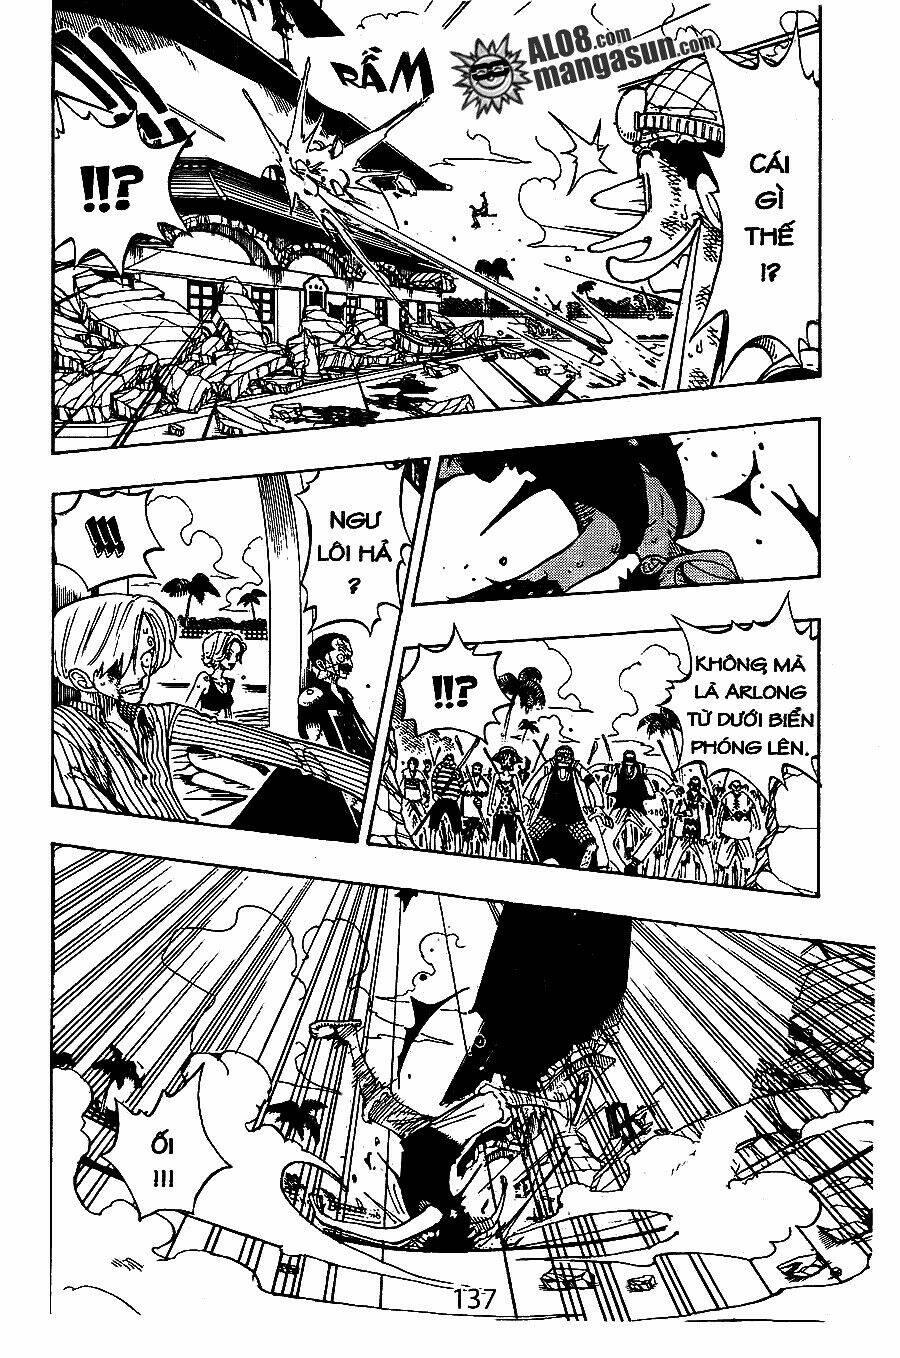 AL08.com
mangasun.com
RẦM
CÁI
GÌ
THẾ
!?
!!?
NGƯ
LÔI HẢ
?
!!!
KHÔNG, MÀ
LÀ ARLONG
TỪ DƯỚI BIỂN
PHÓNG LÊN.
!!?
ỐI
!!!
137